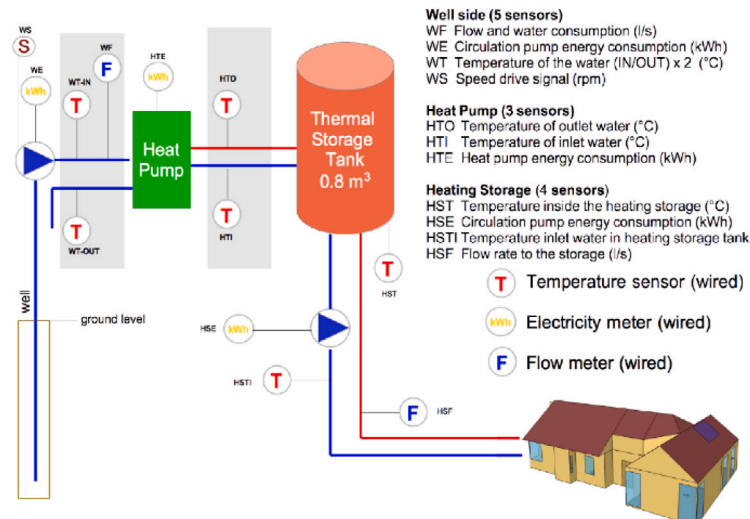 WS
S
WE
kWh
WT-IN
T
WF
F
HTE
kWh
HTO
T
Heat
Pump
Thermal
Storage
Tank
0.8 m³
T
WT-OUT
T
HTI
T
HST
well
ground level
HSE
kWh
HSTI
T
F
HSF
Well side (5 sensors)
WF Flow and water consumption (l/s)
WE Circulation pump energy consumption (kWh)
WT Temperature of the water (IN/OUT) x 2 (°C)
WS Speed drive signal (rpm)
Heat Pump (3 sensors)
HTO Temperature of outlet water (°C)
HTI Temperature of inlet water (°C)
HTE Heat pump energy consumption (kWh)
Heating Storage (4 sensors)
HST Temperature inside the heating storage (°C)
HSE Circulation pump energy consumption (kWh)
HSTI Temperature inlet water in heating storage tank
HSF Flow rate to the storage (l/s)
T Temperature sensor (wired)
kWh Electricity meter (wired)
F Flow meter (wired)